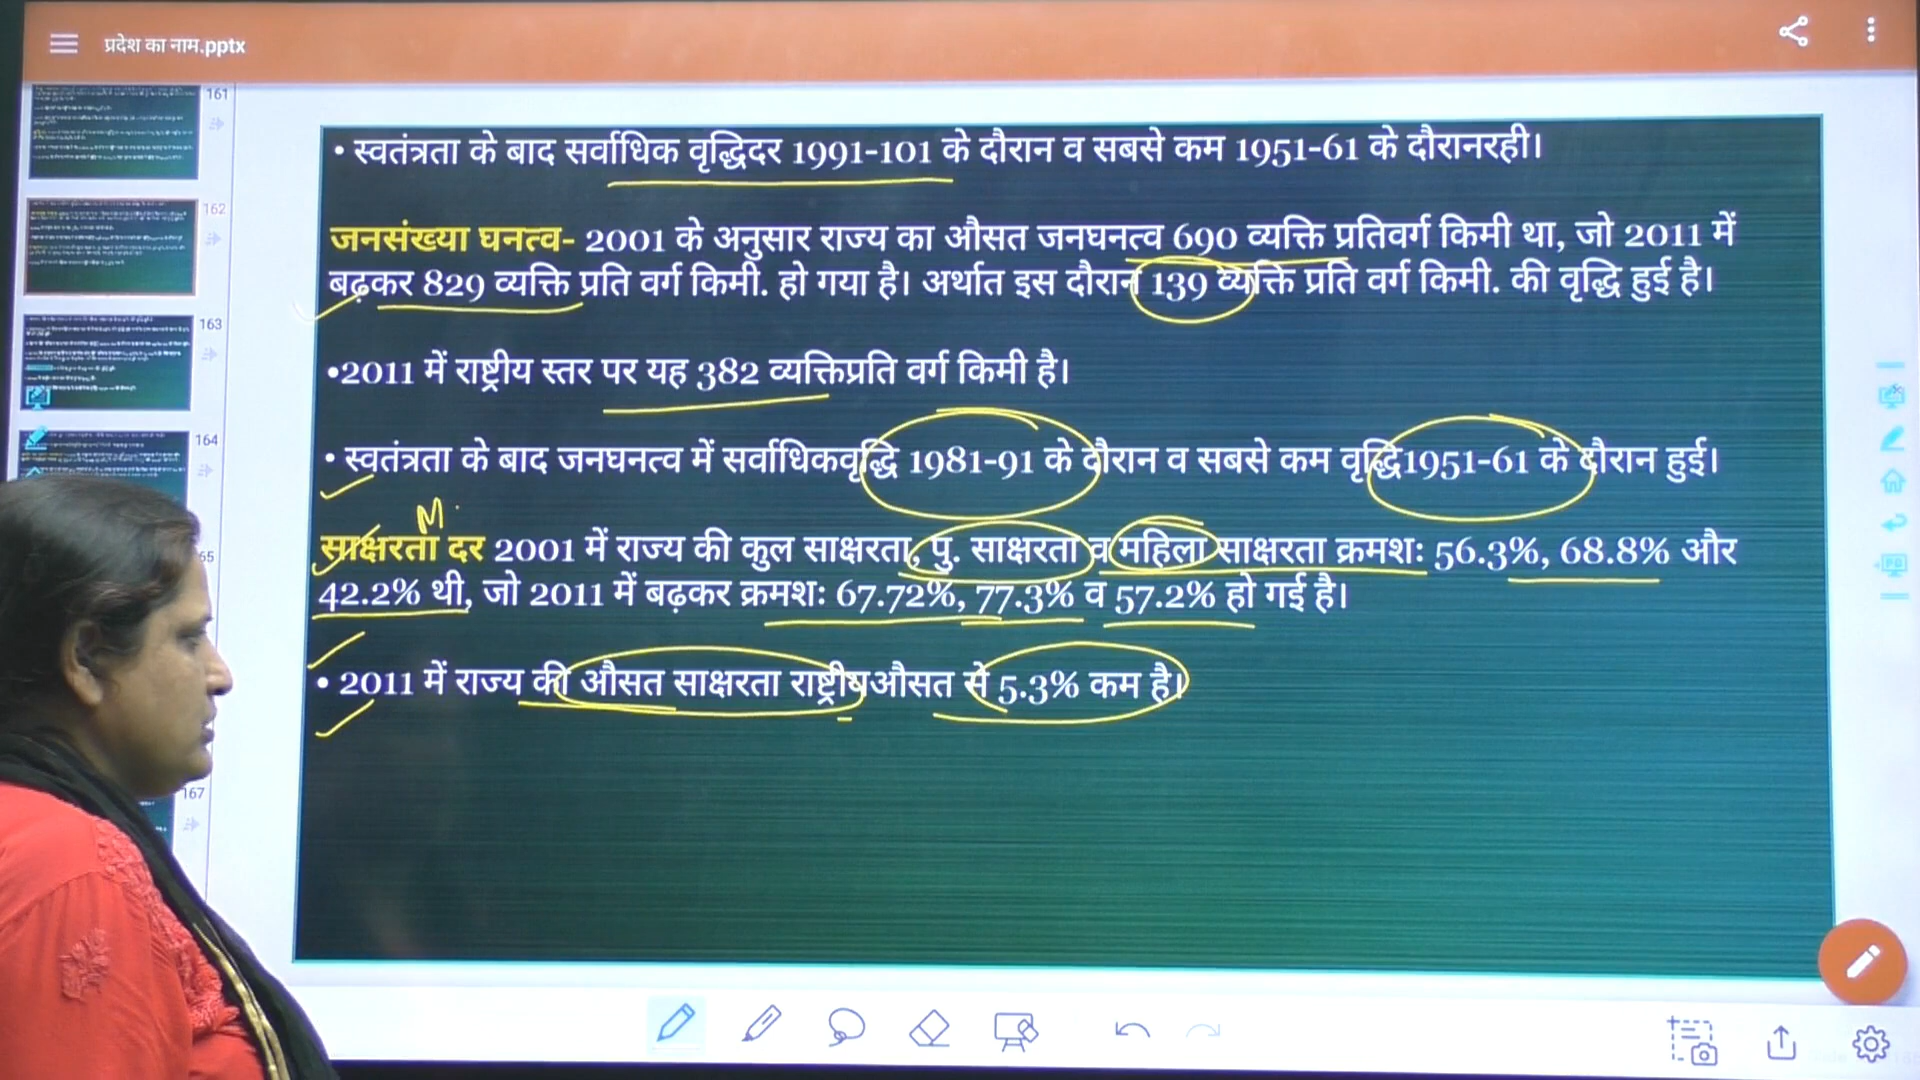 प्रदेश का नाम.pptx
161
162
163
164
65
167
• स्वतंत्रता के बाद सर्वाधिक वृद्धिदर 1991-101 के दौरान व सबसे कम 1951-61 के दौरानरही।
जनसंख्या घनत्व- 2001 के अनुसार राज्य का औसत जनघनत्व 690 व्यक्ति प्रतिवर्ग किमी था, जो 2011 में
बढ़कर 829 व्यक्ति प्रति वर्ग किमी. हो गया है। अर्थात इस दौरान 139 व्यक्ति प्रति वर्ग किमी. की वृद्धि हुई है।
•2011 में राष्ट्रीय स्तर पर यह 382 व्यक्तिप्रति वर्ग किमी है।
• स्वतंत्रता के बाद जनघनत्व में सर्वाधिकवृद्धि 1981-91 के दौरान व सबसे कम वृद्धि1951-61 के दौरान हुई।
M
साक्षरता दर 2001 में राज्य की कुल साक्षरता, पु. साक्षरता व महिला साक्षरता क्रमशः 56.3%, 68.8% और
42.2% थी, जो 2011 में बढ़कर क्रमशः 67.72%, 77.3% व 57.2% हो गई है।
• 2011 में राज्य की औसत साक्षरता राष्ट्रीयऔसत से 5.3% कम है।